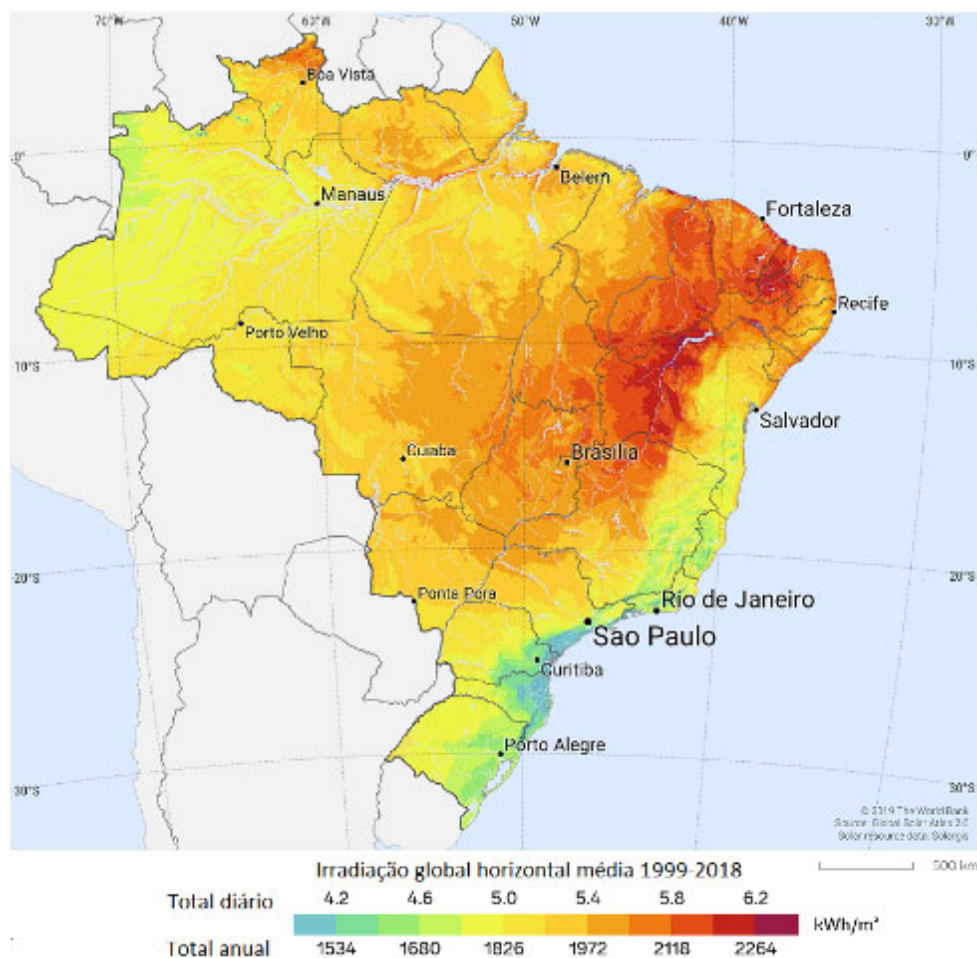 70°W 60°W 50°W 40°W 30°W
Boa Vista
0° 0°
Belem
Manaus
Fortaleza
Recife
Porto Velho
10°S 10°S
Salvador
Cuiaba
Brasilia
20°S 20°S
Ponta Pora
Rio de Janeiro
Sao Paulo
Curitiba
Porto Alegre
30°S 30°S
© 2019 The World Bank
Source: Global Solar Atlas 2.0
Solar resource data: Solargis
Irradiação global horizontal média 1999-2018
500 km
Total diário 4.2 4.6 5.0 5.4 5.8 6.2
kWh/m²
Total anual 1534 1680 1826 1972 2118 2264